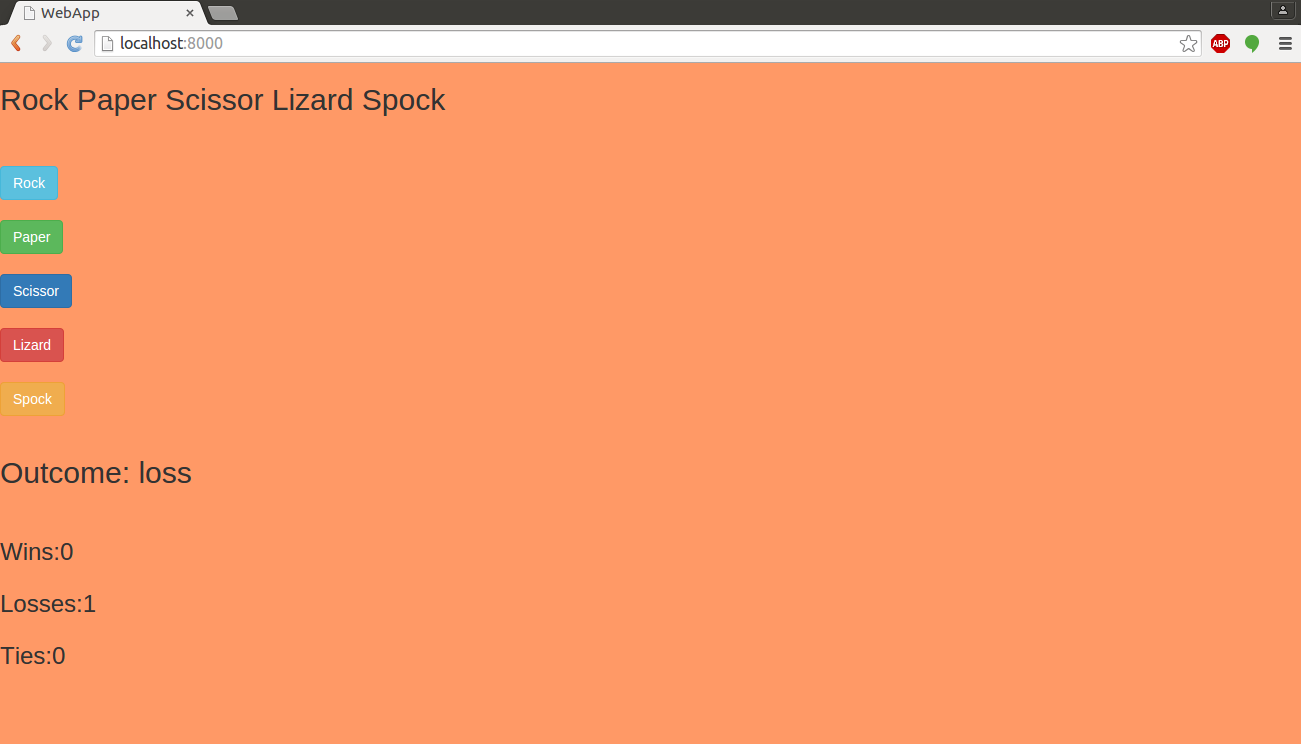 WebApp
localhost:8000
ABP
Rock Paper Scissor Lizard Spock
Rock
Paper
Scissor
Lizard
Spock
Outcome: loss
Wins:0
Losses:1
Ties:0